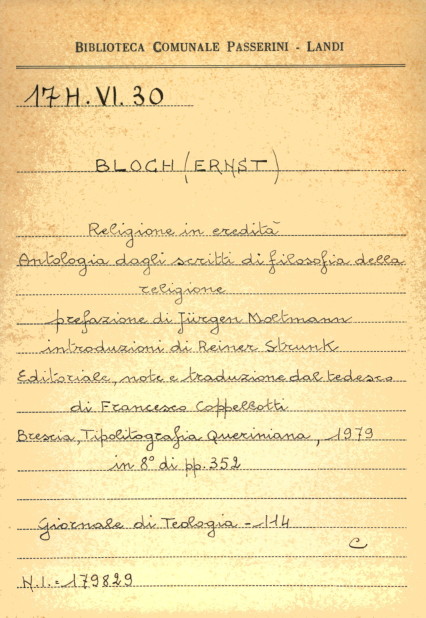 BIBLIOTECA COMUNALE PASSERINI - LANDI
17 H. VI. 30
BLOCH (ERNST)
Religione in eredità
Antologia dagli scritti di filosofia della
religione
prefazione di Jürgen Moltmann
introduzioni di Reiner Strunk
Editoriale, note e traduzione dal tedesco
di Francesco Coppellotti
Brescia, Tipolitografia Queriniana, 1979
in 8° di pp. 352
Giornale di Teologia - 114
C
N.I. = 179829